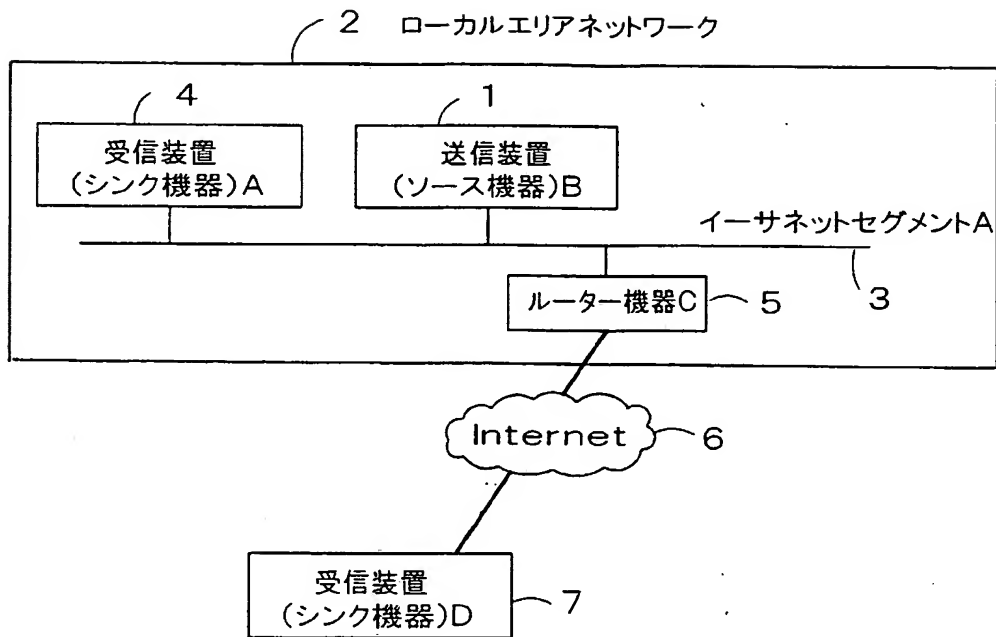 2 ローカルエリアネットワーク
4
1
受信装置
(シンク機器)A
送信装置
(ソース機器)B
イーサネットセグメントA
3
ルーター機器C
5
Internet
6
受信装置
(シンク機器)D
7